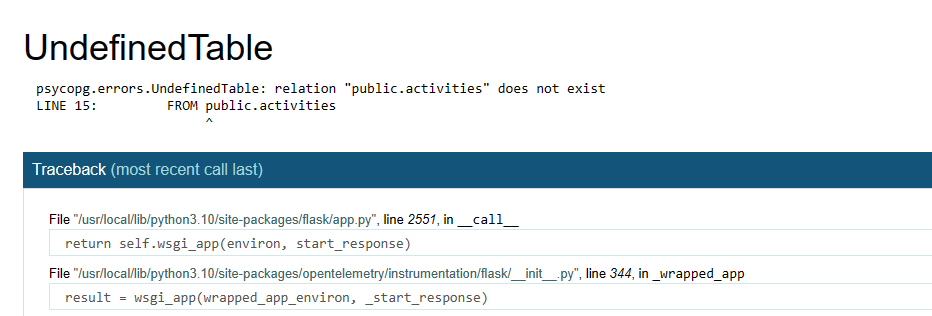 UndefinedTable
psycopg.errors.UndefinedTable: relation "public.activities" does not exist
LINE 15:         FROM public.activities
                      ^
Traceback (most recent call last)
File "/usr/local/lib/python3.10/site-packages/flask/app.py", line 2551, in __call__
return self.wsgi_app(environ, start_response)
File "/usr/local/lib/python3.10/site-packages/opentelemetry/instrumentation/flask/__init__.py", line 344, in _wrapped_app
result = wsgi_app(wrapped_app_environ, _start_response)